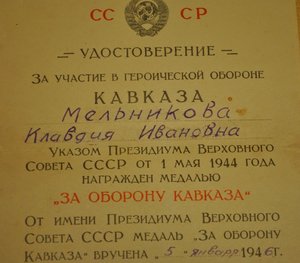 СС СР
УДОСТОВЕРЕНИЕ
ЗА УЧАСТИЕ В ГЕРОИЧЕСКОЙ ОБОРОНЕ
КАВКАЗА
Мельникова
Клавдия Ивановна
УКАЗОМ ПРЕЗИДИУМА ВЕРХОВНОГО
СОВЕТА СССР ОТ 1 МАЯ 1944 ГОДА
НАГРАЖДЕН МЕДАЛЬЮ
„ЗА ОБОРОНУ КАВКАЗА“
ОТ ИМЕНИ ПРЕЗИДИУМА ВЕРХОВНОГО
СОВЕТА СССР МЕДАЛЬ „ЗА ОБОРОНУ
КАВКАЗА“ ВРУЧЕНА „5“ января 1946г.